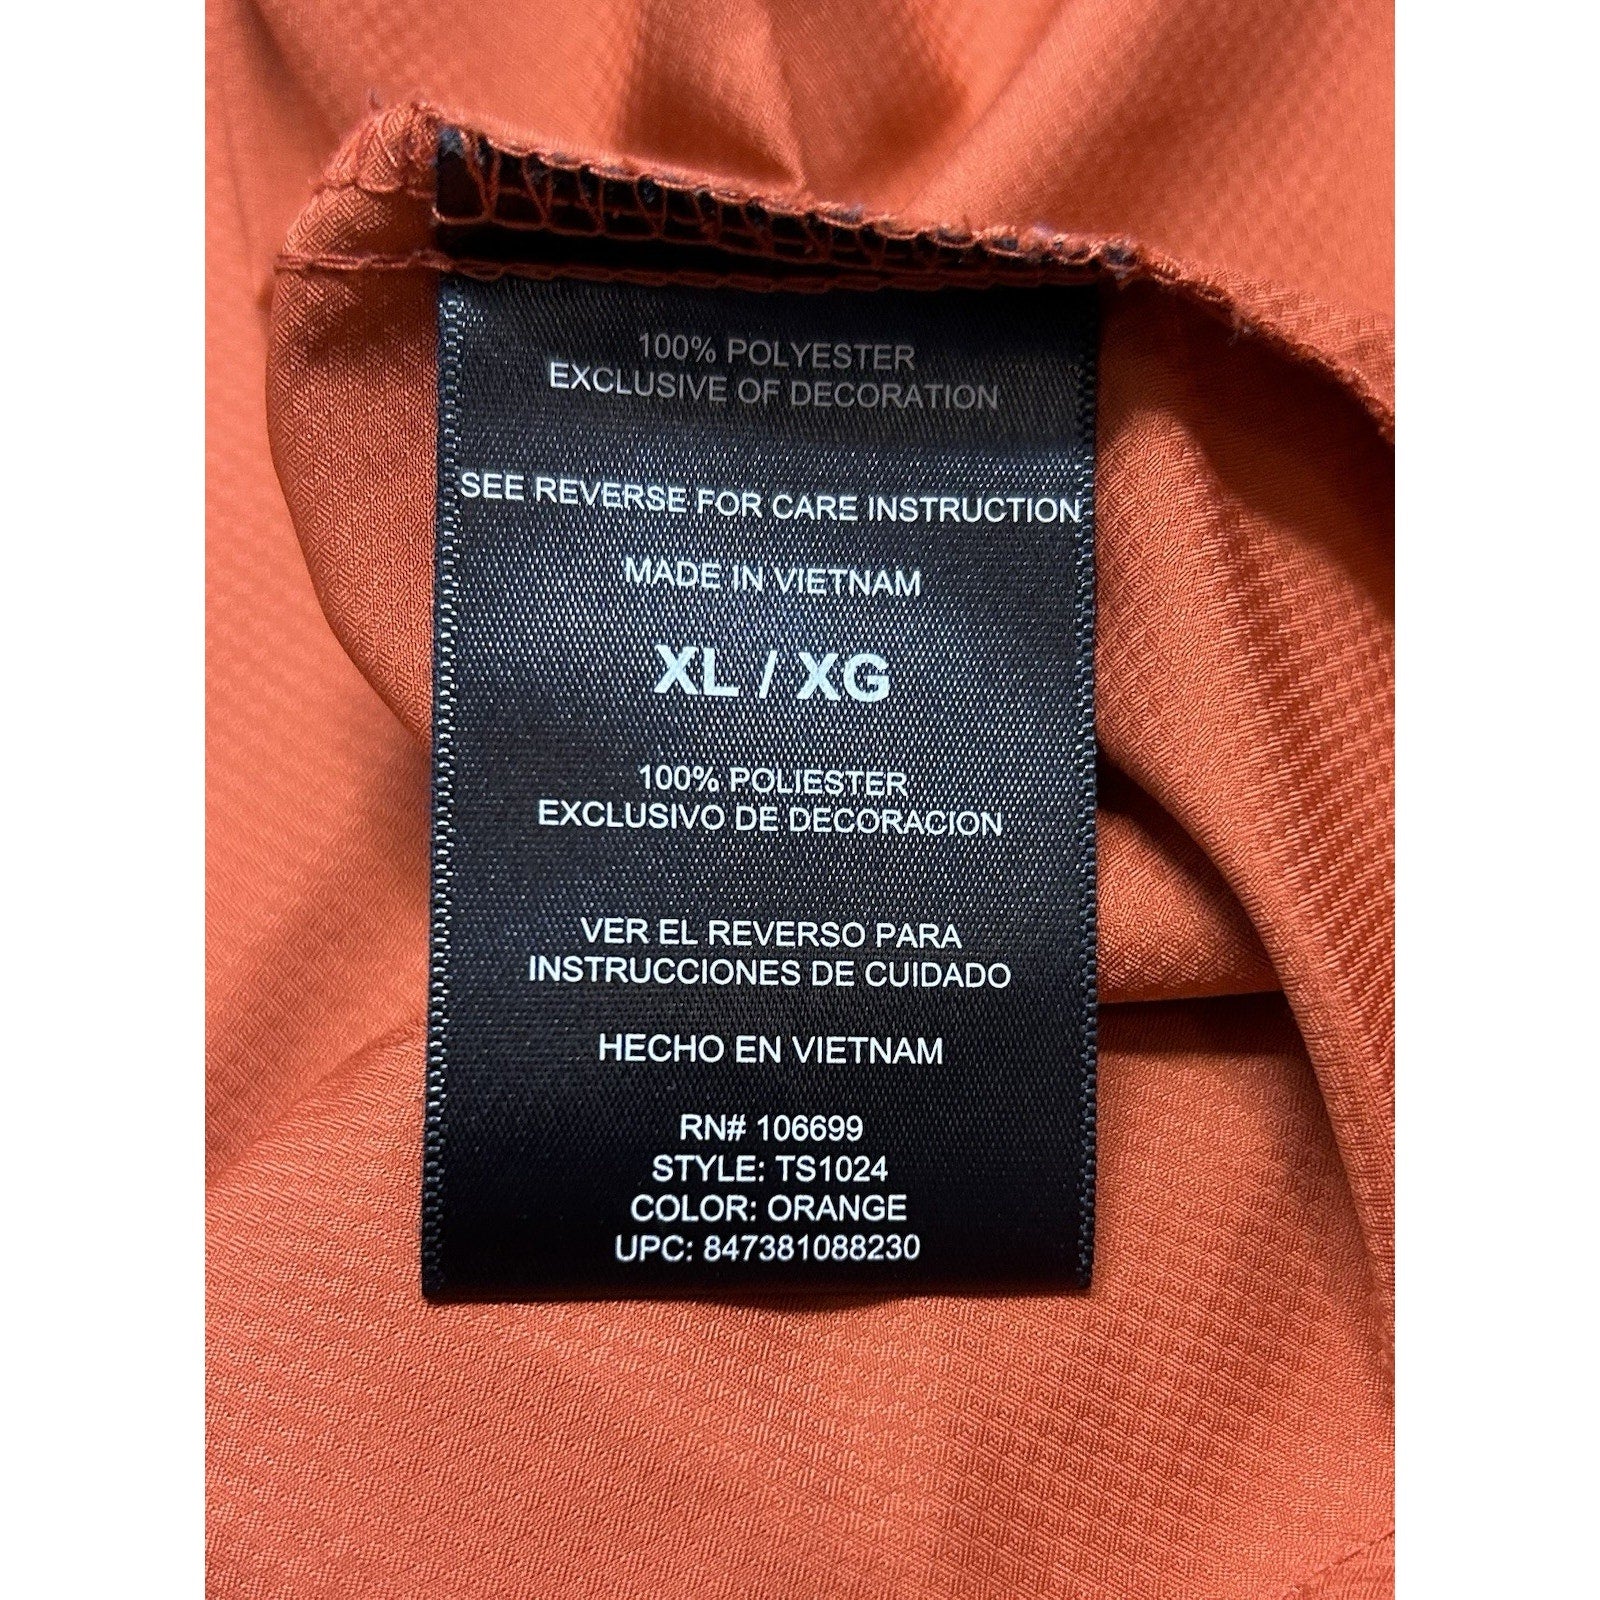 100% POLYESTER
EXCLUSIVE OF DECORATION
SEE REVERSE FOR CARE INSTRUCTION
MADE IN VIETNAM
XL / XG
100% POLIESTER
EXCLUSIVO DE DECORACION
VER EL REVERSO PARA
INSTRUCCIONES DE CUIDADO
HECHO EN VIETNAM
RN# 106699
STYLE: TS1024
COLOR: ORANGE
UPC: 847381088230